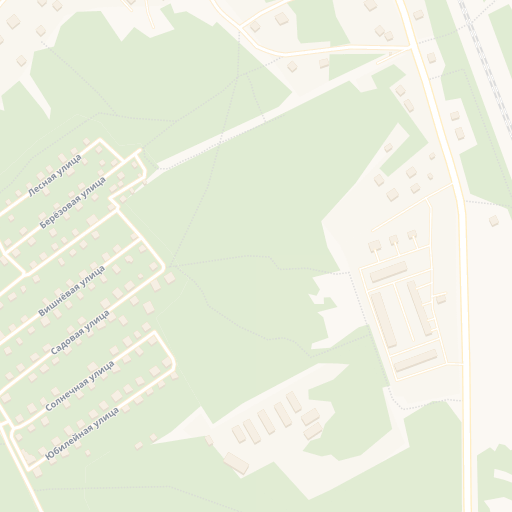 Лесная улица
Берёзовая улица
Вишнёвая улица
Садовая улица
Солнечная улица
Юбилейная улица